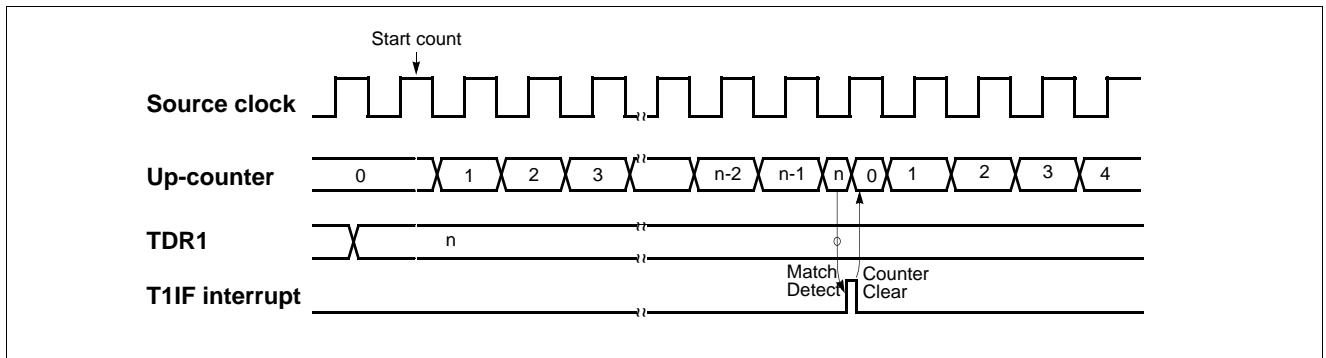 Start count
Source clock
Up-counter 0 1 2 3 n-2 n-1 n 0 1 2 3 4
TDR1 n
Match Detect
Counter Clear
T1IF interrupt